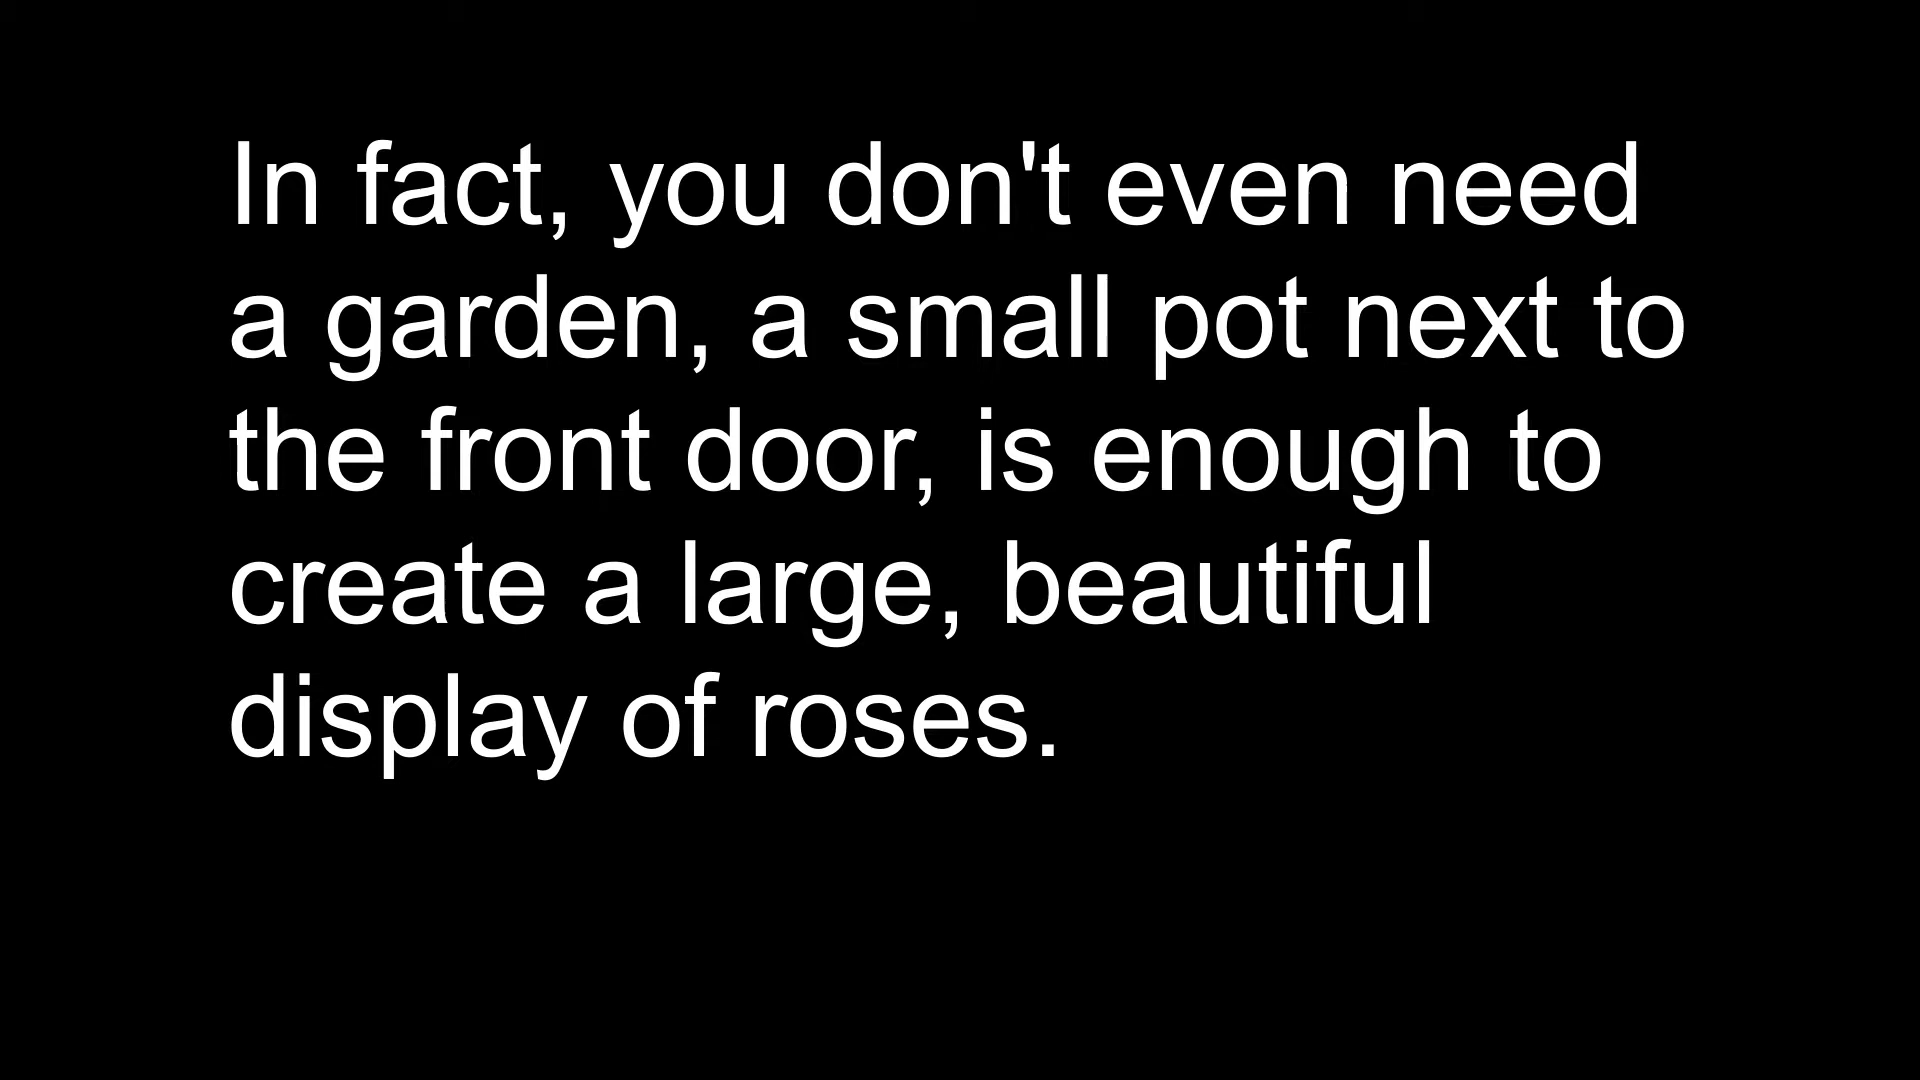 In fact, you don't even need
a garden, a small pot next to
the front door, is enough to
create a large, beautiful
display of roses.